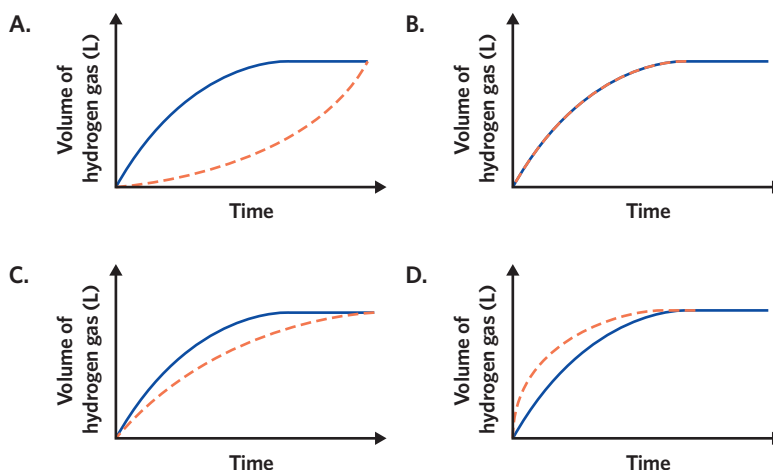 A.
Volume of
hydrogen gas (L)
Time
B.
Volume of
hydrogen gas (L)
Time
C.
Volume of
hydrogen gas (L)
Time
D.
Volume of
hydrogen gas (L)
Time